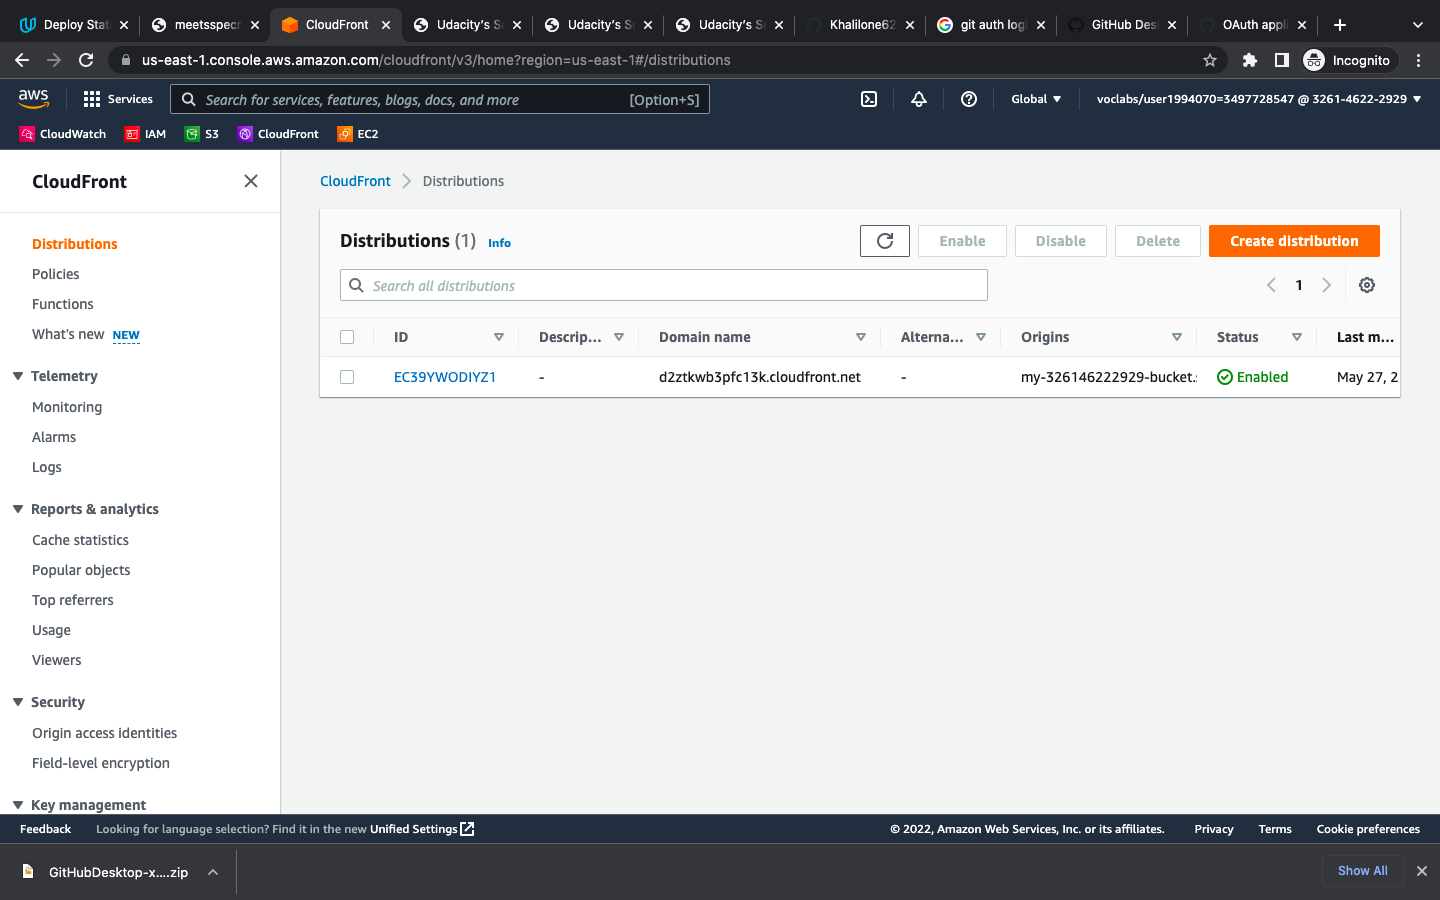 Deploy Stat
meetsspecr
CloudFront
Udacity's Se
Udacity's Se
Udacity's Se
Khalilone62
git auth logi
GitHub Des
OAuth appli
us-east-1.console.aws.amazon.com/cloudfront/v3/home?region=us-east-1#/distributions
Incognito
aws
Services
Search for services, features, blogs, docs, and more
[Option+S]
Global
voclabs/user1994070=3497728547 @ 3261-4622-2929
CloudWatch
IAM
S3
CloudFront
EC2
CloudFront
Distributions
Policies
Functions
What's new NEW
Telemetry
Monitoring
Alarms
Logs
Reports & analytics
Cache statistics
Popular objects
Top referrers
Usage
Viewers
Security
Origin access identities
Field-level encryption
Key management
CloudFront
Distributions
Distributions (1) Info
Enable
Disable
Delete
Create distribution
Search all distributions
1
ID
Descrip...
Domain name
Alterna...
Origins
Status
Last m...
EC39YWODIYZ1
-
d2ztkwb3pfc13k.cloudfront.net
-
my-326146222929-bucket.
Enabled
May 27, 2
Feedback
Looking for language selection? Find it in the new Unified Settings
© 2022, Amazon Web Services, Inc. or its affiliates.
Privacy
Terms
Cookie preferences
GitHubDesktop-x....zip
Show All